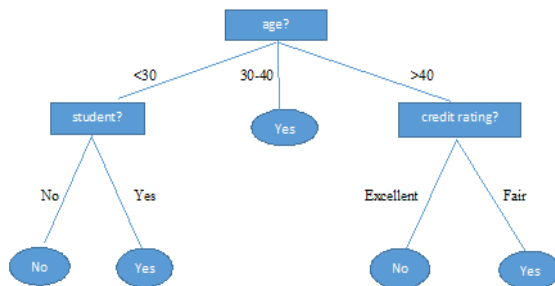 age?
<30
30-40
>40
student?
Yes
credit rating?
No
Yes
Excellent
Fair
No
Yes
No
Yes